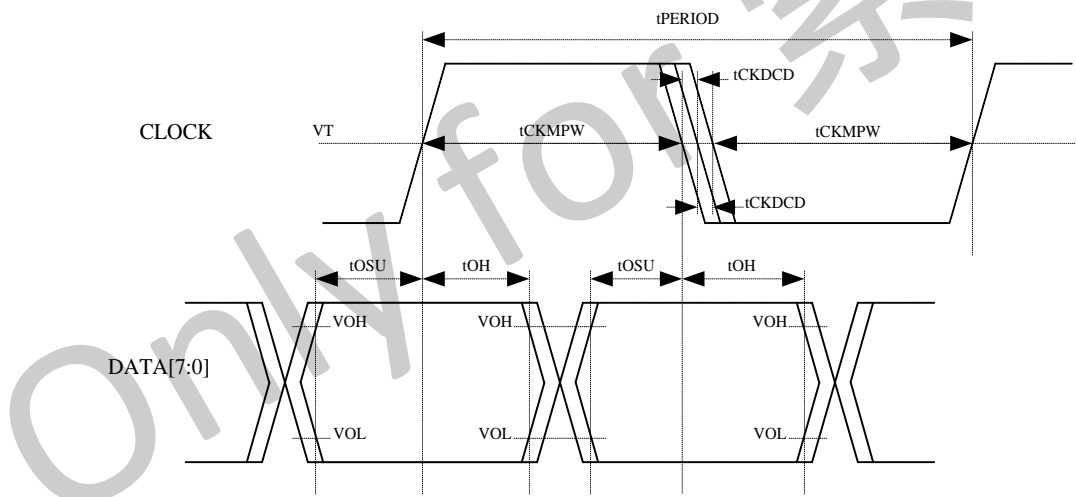 tPERIOD
tCKDCD
CLOCK
VT
tCKMPW
tCKMPW
tCKDCD
tOSU
tOH
tOSU
tOH
VOH
VOH
VOH
DATA[7:0]
VOL
VOL
VOL
Only for